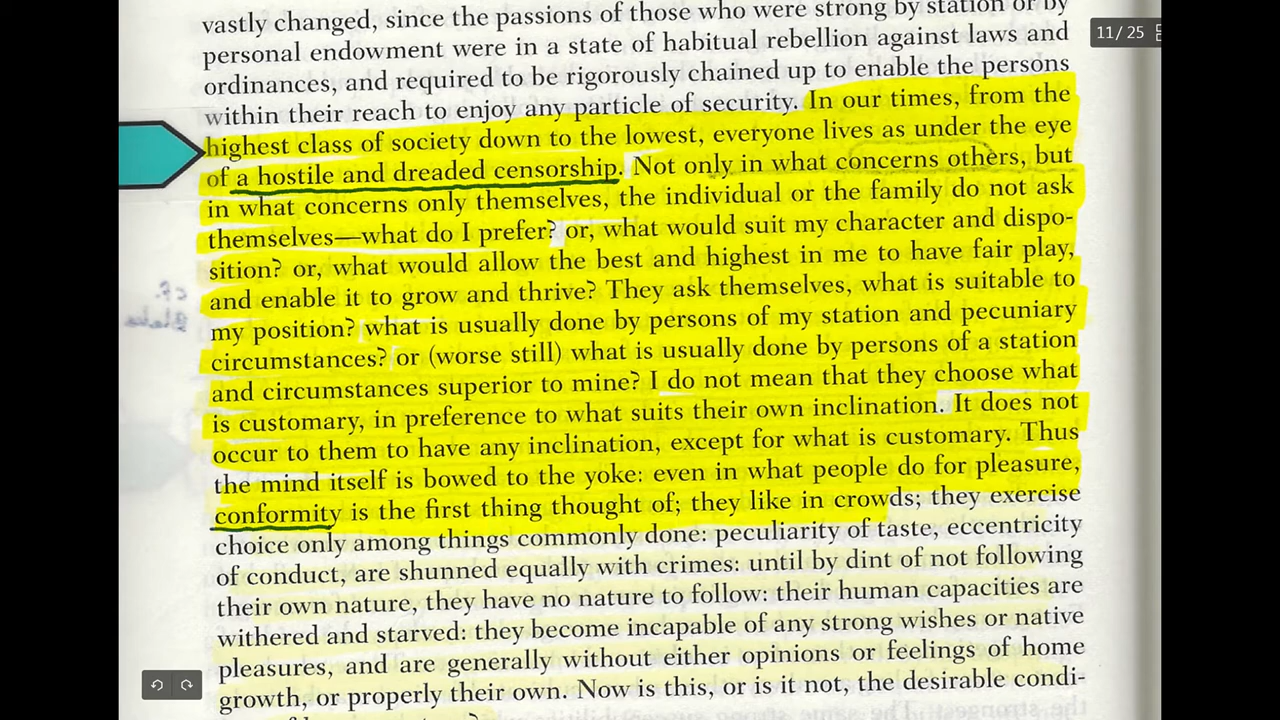 vastly changed, since the passions of those who were strong by station or by
personal endowment were in a state of habitual rebellion against laws and
ordinances, and required to be rigorously chained up to enable the persons
within their reach to enjoy any particle of security. In our times, from the
highest class of society down to the lowest, everyone lives as under the eye
of a hostile and dreaded censorship. Not only in what concerns others, but
in what concerns only themselves, the individual or the family do not ask
themselves—what do I prefer? or, what would suit my character and dispo-
sition? or, what would allow the best and highest in me to have fair play,
and enable it to grow and thrive? They ask themselves, what is suitable to
my position? what is usually done by persons of my station and pecuniary
circumstances? or (worse still) what is usually done by persons of a station
and circumstances superior to mine? I do not mean that they choose what
is customary, in preference to what suits their own inclination. It does not
occur to them to have any inclination, except for what is customary. Thus
the mind itself is bowed to the yoke: even in what people do for pleasure,
conformity is the first thing thought of; they like in crowds; they exercise
choice only among things commonly done: peculiarity of taste, eccentricity
of conduct, are shunned equally with crimes: until by dint of not following
their own nature, they have no nature to follow: their human capacities are
withered and starved: they become incapable of any strong wishes or native
pleasures, and are generally without either opinions or feelings of home
growth, or properly their own. Now is this, or is it not, the desirable condi-
11 / 25